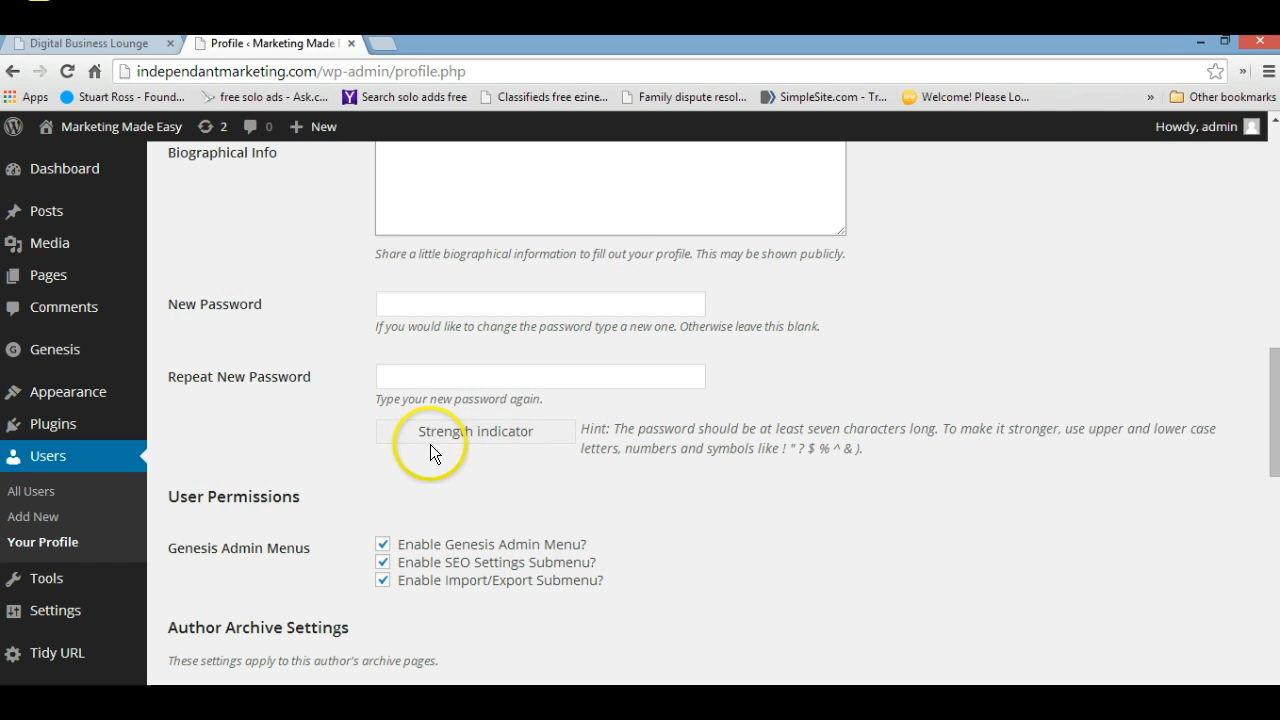 Digital Business Lounge
Profile ‹ Marketing Made
independantmarketing.com/wp-admin/profile.php
Apps Stuart Ross - Found... free solo ads - Ask.c... Search solo adds free Classifieds free ezine... Family dispute resol... SimpleSite.com - Tr... Welcome! Please Lo... » Other bookmarks
Marketing Made Easy 2 0 New Howdy, admin
Dashboard
Posts
Media
Pages
Comments
Genesis
Appearance
Plugins
Users
All Users
Add New
Your Profile
Tools
Settings
Tidy URL
Biographical Info
Share a little biographical information to fill out your profile. This may be shown publicly.
New Password
If you would like to change the password type a new one. Otherwise leave this blank.
Repeat New Password
Type your new password again.
Strength indicator
Hint: The password should be at least seven characters long. To make it stronger, use upper and lower case
letters, numbers and symbols like ! " ? $ % ^ & ).
User Permissions
Genesis Admin Menus
Enable Genesis Admin Menu?
Enable SEO Settings Submenu?
Enable Import/Export Submenu?
Author Archive Settings
These settings apply to this author's archive pages.